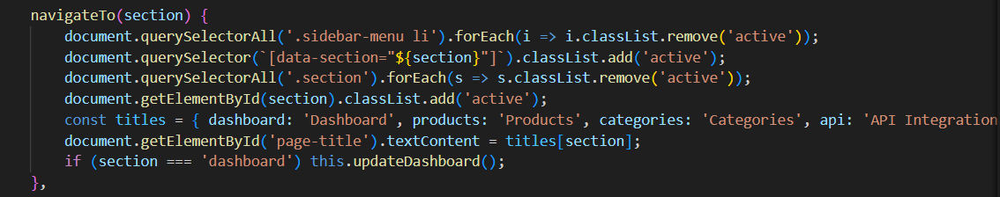 navigateTo(section) {
document.querySelectorAll('.sidebar-menu li').forEach(i => i.classList.remove('active'));
document.querySelector(`[data-section="${section}"]`).classList.add('active');
document.querySelectorAll('.section').forEach(s => s.classList.remove('active'));
document.getElementById(section).classList.add('active');
const titles = { dashboard: 'Dashboard', products: 'Products', categories: 'Categories', api: 'API Integration
document.getElementById('page-title').textContent = titles[section];
if (section === 'dashboard') this.updateDashboard();
},